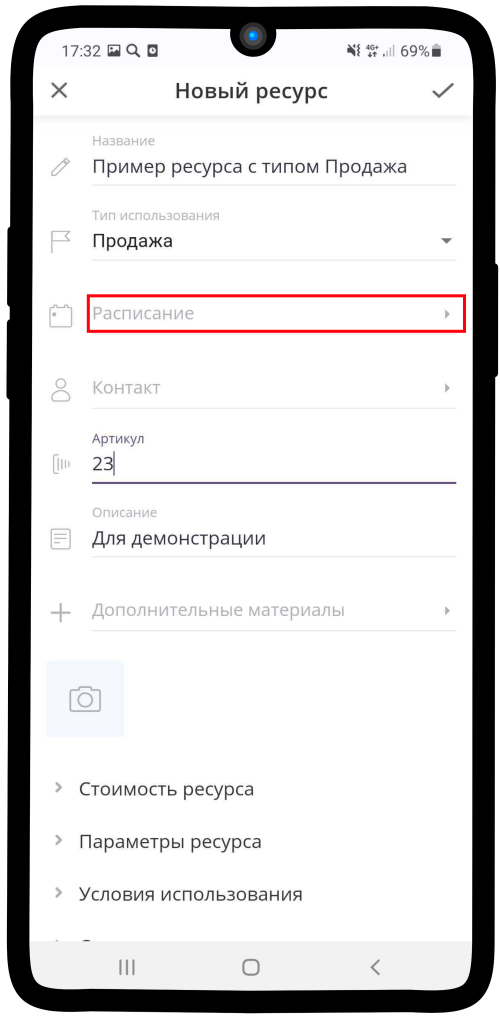 17:32 4G+ 69%
Новый ресурс
Название
Пример ресурса с типом Продажа
Тип использования
Продажа
Расписание
Контакт
Артикул
23
Описание
Для демонстрации
Дополнительные материалы
Стоимость ресурса
Параметры ресурса
Условия использования